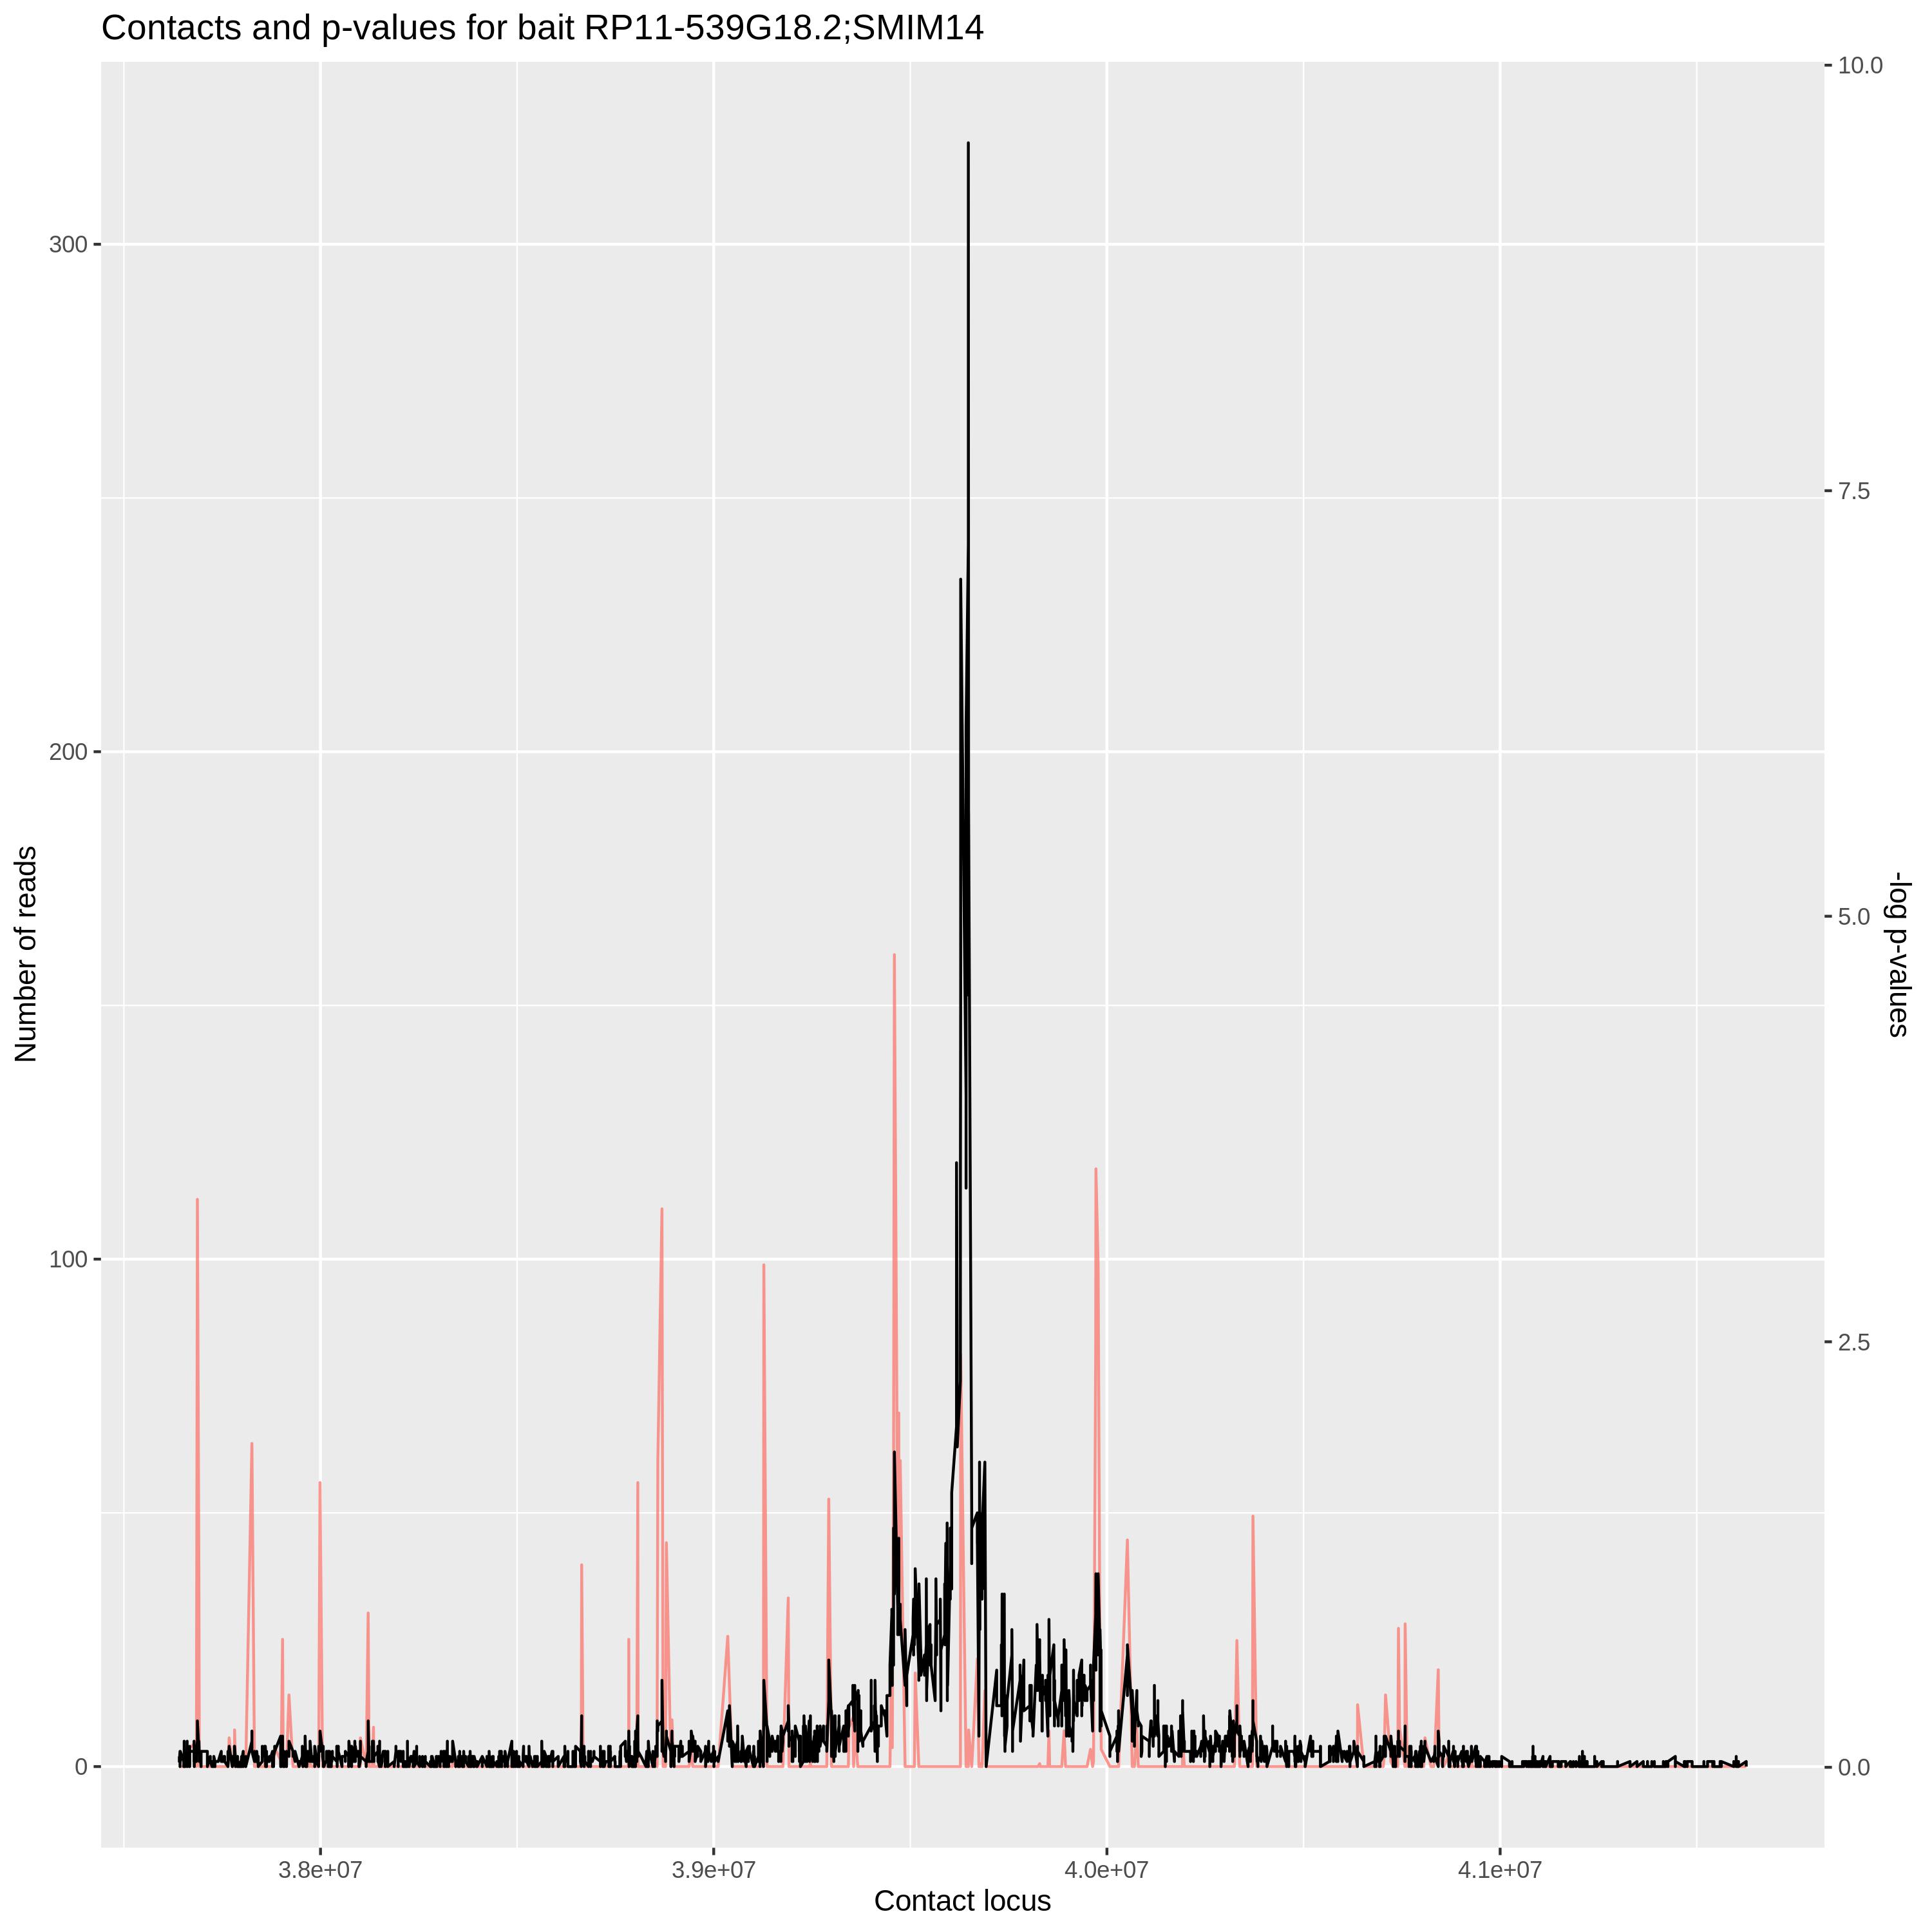 Contacts and p-values for bait RP11-539G18.2;SMIM14
10.0
300
7.5
200
5.0
Number of reads
-log p-values
100
2.5
0
0.0
3.8e+07 3.9e+07 4.0e+07 4.1e+07
Contact locus